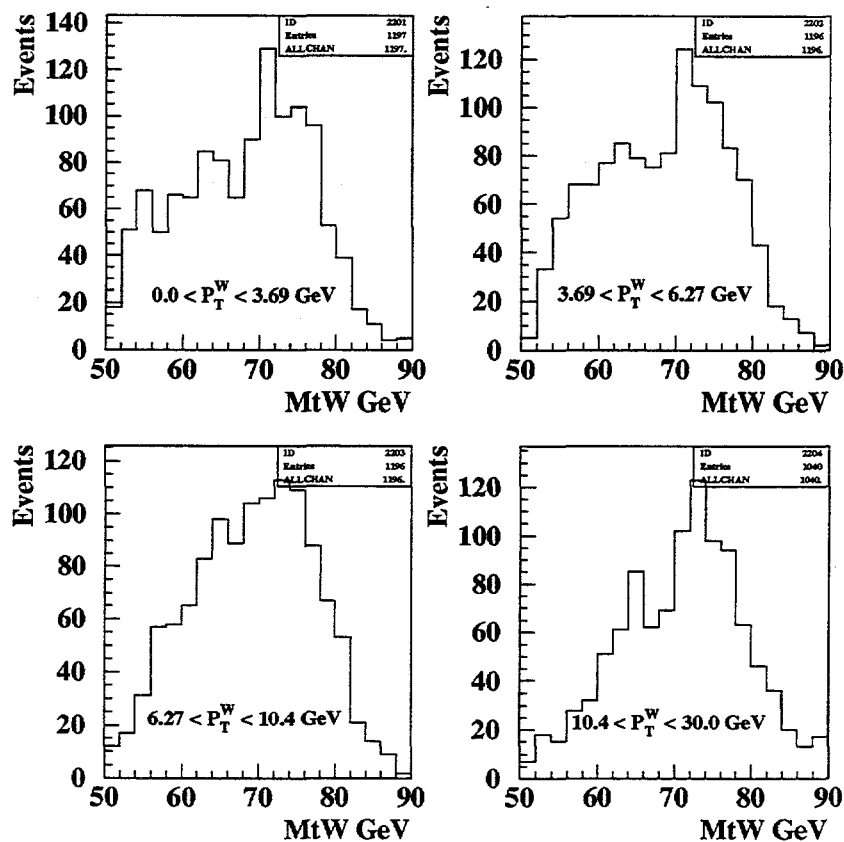 Events
140
120
100
80
60
40
20
0
ID 2201
Entries 1197
ALLCHAN 1197.
0.0 < P_T^W < 3.69 GeV
50 60 70 80 90
MtW GeV
Events
120
100
80
60
40
20
0
ID 2202
Entries 1196
ALLCHAN 1196.
3.69 < P_T^W < 6.27 GeV
50 60 70 80 90
MtW GeV
Events
120
100
80
60
40
20
0
ID 2203
Entries 1196
ALLCHAN 1196.
6.27 < P_T^W < 10.4 GeV
50 60 70 80 90
MtW GeV
Events
120
100
80
60
40
20
0
ID 2204
Entries 1040
ALLCHAN 1040.
10.4 < P_T^W < 30.0 GeV
50 60 70 80 90
MtW GeV